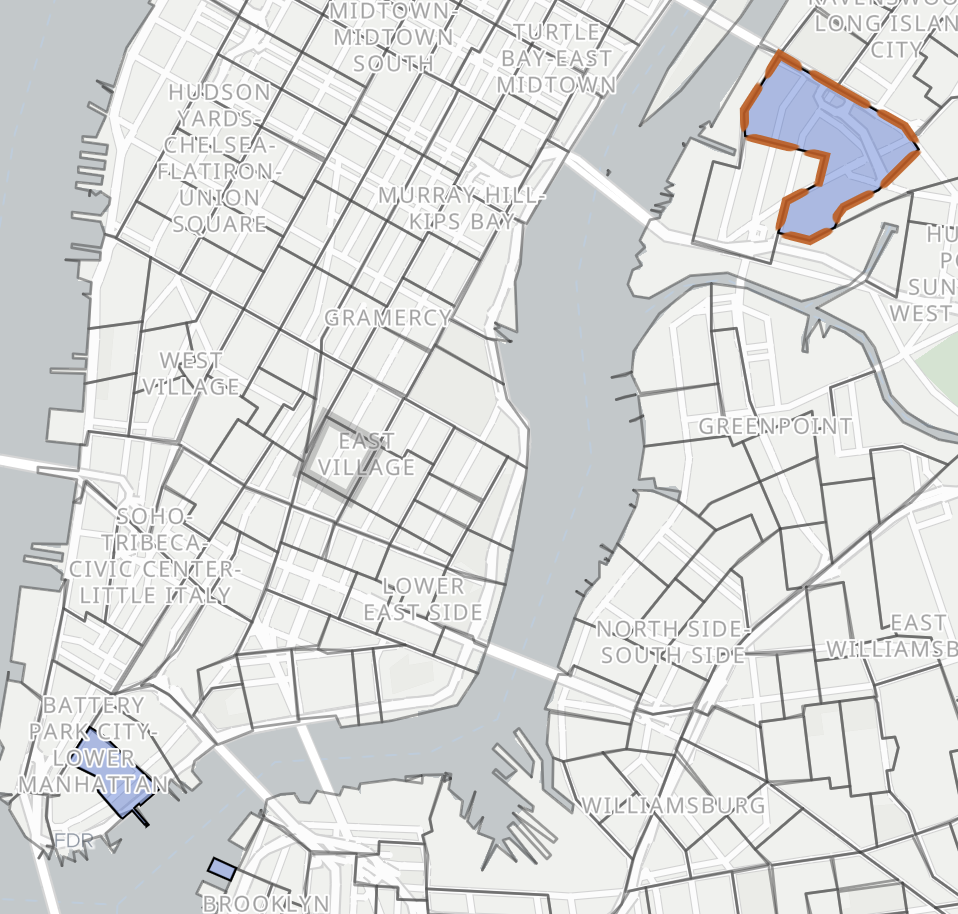 MIDTOWN-
MIDTOWN
SOUTH
TURTLE
BAY-EAST
MIDTOWN
LONG ISLAN
CITY
HUDSON
YARDS-
CHELSEA-
FLATIRON-
UNION
SQUARE
MURRAY HILL-
KIPS BAY
HU
PO
SUN
WEST
GRAMERCY
WEST
VILLAGE
EAST
VILLAGE
GREENPOINT
SOHO-
TRIBECA-
CIVIC CENTER-
LITTLE ITALY
LOWER
EAST SIDE
NORTH SIDE-
SOUTH SIDE
EAST
WILLIAMSB
BATTERY
PARK CITY-
LOWER
MANHATTAN
FDR
WILLIAMSBURG
BROOKLYN